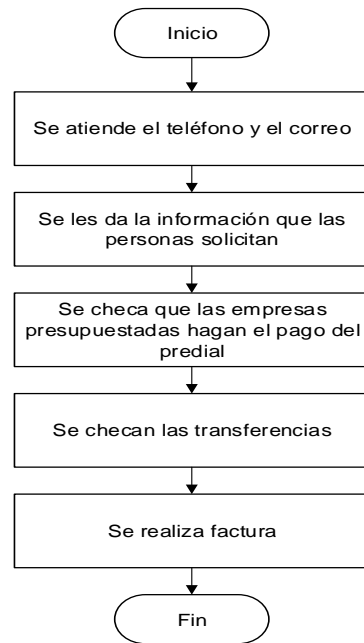 Inicio
Se atiende el teléfono y el correo
Se les da la información que las
personas solicitan
Se checa que las empresas
presupuestadas hagan el pago del
predial
Se checan las transferencias
Se realiza factura
Fin